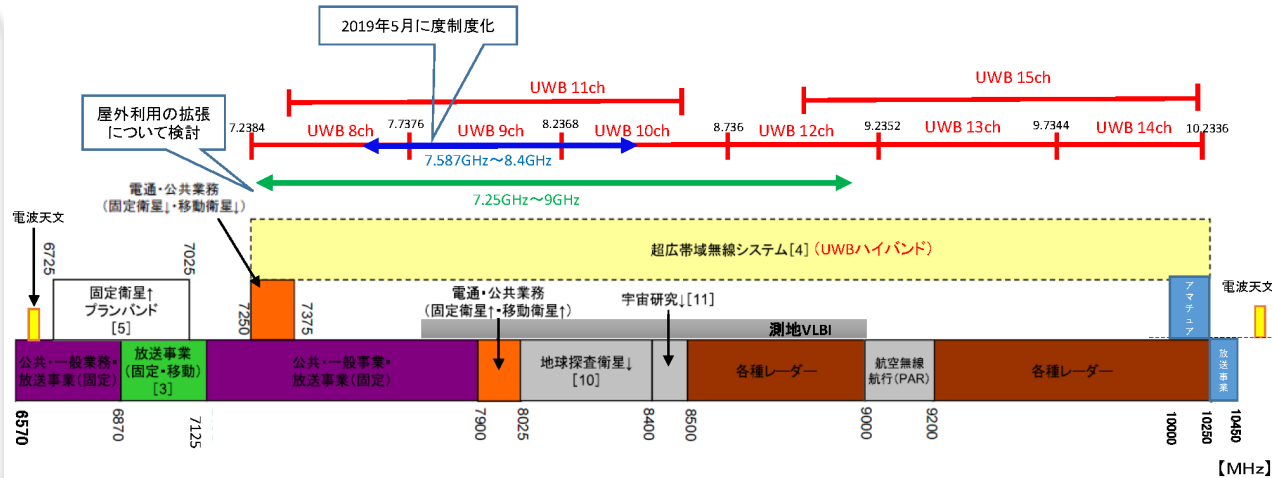 2019年5月に度制度化
UWB 11ch
UWB 15ch
屋外利用の拡張
について検討
7.2384
UWB 8ch
7.7376
UWB 9ch
8.2368
UWB 10ch
8.736
UWB 12ch
9.2352
UWB 13ch
9.7344
UWB 14ch
10.2336
7.587GHz～8.4GHz
7.25GHz～9GHz
電通・公共業務
(固定衛星↓・移動衛星↓)
電波天文
6725
7025
超広帯域無線システム[4] (UWBハイバンド)
固定衛星↑
プランバンド
[5]
7250
7375
電通・公共業務
(固定衛星↑・移動衛星↑)
宇宙研究↓[11]
測地VLBI
アマチュア
電波天文
公共・一般業務・
放送事業(固定)
放送事業
(固定・移動)
[3]
公共・一般事業・
放送事業(固定)
地球探査衛星↓
[10]
各種レーダー
航空無線
航行(PAR)
各種レーダー
放送事業
6570
6870
7125
7900
8025
8400
8500
9000
9200
10000
10250
10450
【MHz】